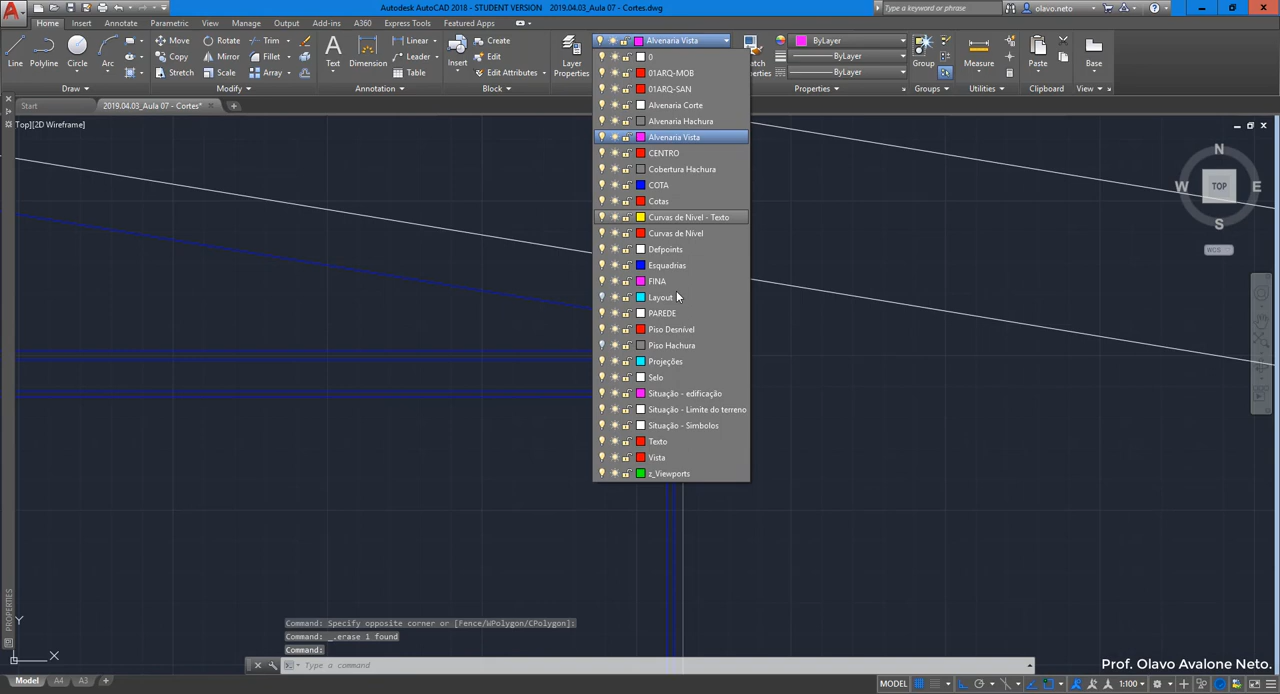 Autodesk AutoCAD 2018 - STUDENT VERSION 2019.04.03_Aula 07 - Cortes.dwg
Type a keyword or phrase
olavo.neto
Home Insert Annotate Parametric View Manage Output Add-ins A360 Express Tools Featured Apps
Line Polyline Circle Arc
Move Rotate Trim
Copy Mirror Fillet
Stretch Scale Array
Draw Modify
Text Dimension
Linear
Leader
Table
Annotation
Insert
Create
Edit
Edit Attributes
Block
Layer
Properties
Alvenaria Vista
Match
Properties
ByLayer
ByLayer
ByLayer
Properties
Group
Groups
Measure
Utilities
Paste
Clipboard
Base
View
Start 2019.04.03_Aula 07 - Cortes*
Top][2D Wireframe]
0
01ARQ-MOB
01ARQ-SAN
Alvenaria Corte
Alvenaria Hachura
Alvenaria Vista
CENTRO
Cobertura Hachura
COTA
Cotas
Curvas de Nível - Texto
Curvas de Nível
Defpoints
Esquadrias
FINA
Layout
PAREDE
Piso Desnível
Piso Hachura
Projeções
Selo
Situação - edificação
Situação - Limite do terreno
Situação - Simbolos
Texto
Vista
z_Viewports
N
W TOP E
S
WCS
PROPERTIES
Y
X
Command: Specify opposite corner or [Fence/WPolygon/CPolygon]:
Command: _.erase 1 found
Command:
Type a command
Prof. Olavo Avalone Neto.
Model A4 A3
MODEL 1:100